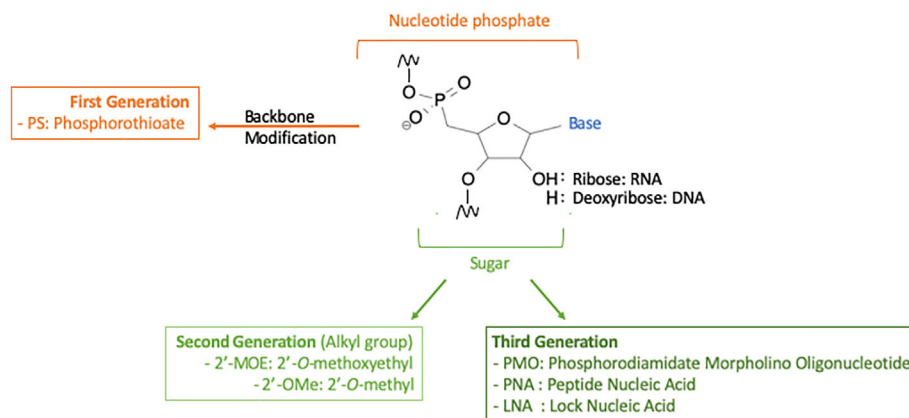 Nucleotide phosphate
First Generation
- PS: Phosphorothioate
Backbone
Modification
O
O
P
O
⊖
O
Base
O
OH: Ribose: RNA
H: Deoxyribose: DNA
Sugar
Second Generation (Alkyl group)
- 2'-MOE: 2'-O-methoxyethyl
- 2'-OMe: 2'-O-methyl
Third Generation
- PMO: Phosphorodiamidate Morpholino Oligonucleotide
- PNA : Peptide Nucleic Acid
- LNA : Lock Nucleic Acid